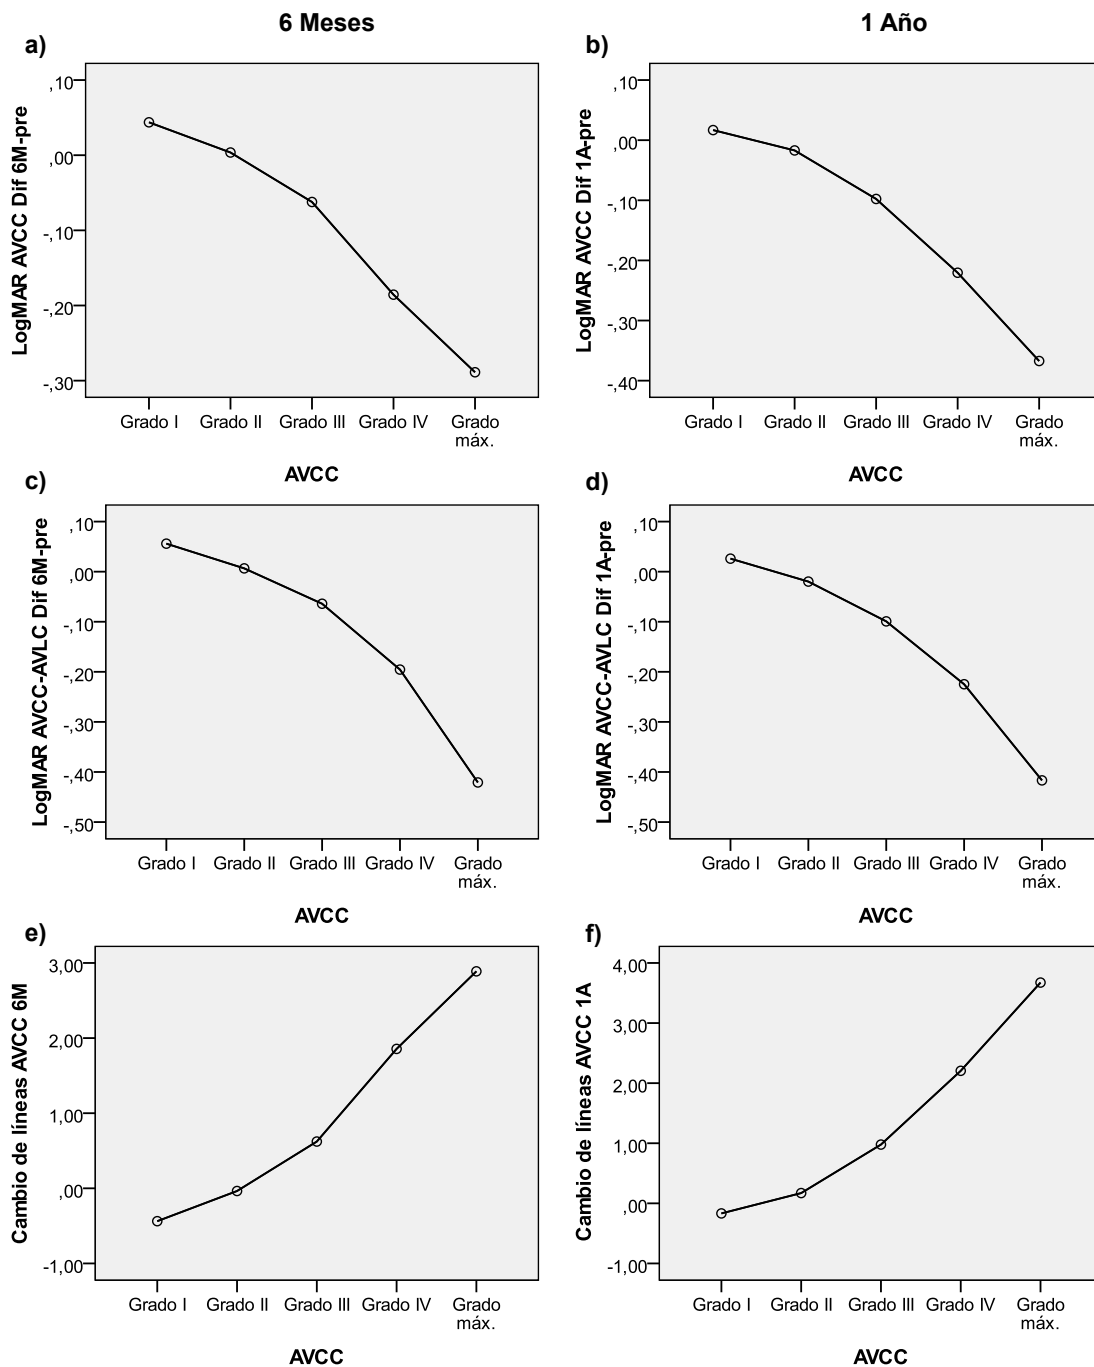 6 Meses
1 Año
a)
LogMAR AVCC Dif 6M-pre
,10
,00
-,10
-,20
-,30
Grado I
Grado II
Grado III
Grado IV
Grado
máx.
AVCC
b)
LogMAR AVCC Dif 1A-pre
,10
,00
-,10
-,20
-,30
-,40
Grado I
Grado II
Grado III
Grado IV
Grado
máx.
AVCC
c)
LogMAR AVCC-AVLC Dif 6M-pre
,10
,00
-,10
-,20
-,30
-,40
-,50
Grado I
Grado II
Grado III
Grado IV
Grado
máx.
AVCC
d)
LogMAR AVCC-AVLC Dif 1A-pre
,10
,00
-,10
-,20
-,30
-,40
-,50
Grado I
Grado II
Grado III
Grado IV
Grado
máx.
AVCC
e)
Cambio de líneas AVCC 6M
3,00
2,00
1,00
,00
-1,00
Grado I
Grado II
Grado III
Grado IV
Grado
máx.
AVCC
f)
Cambio de líneas AVCC 1A
4,00
3,00
2,00
1,00
,00
-1,00
Grado I
Grado II
Grado III
Grado IV
Grado
máx.
AVCC